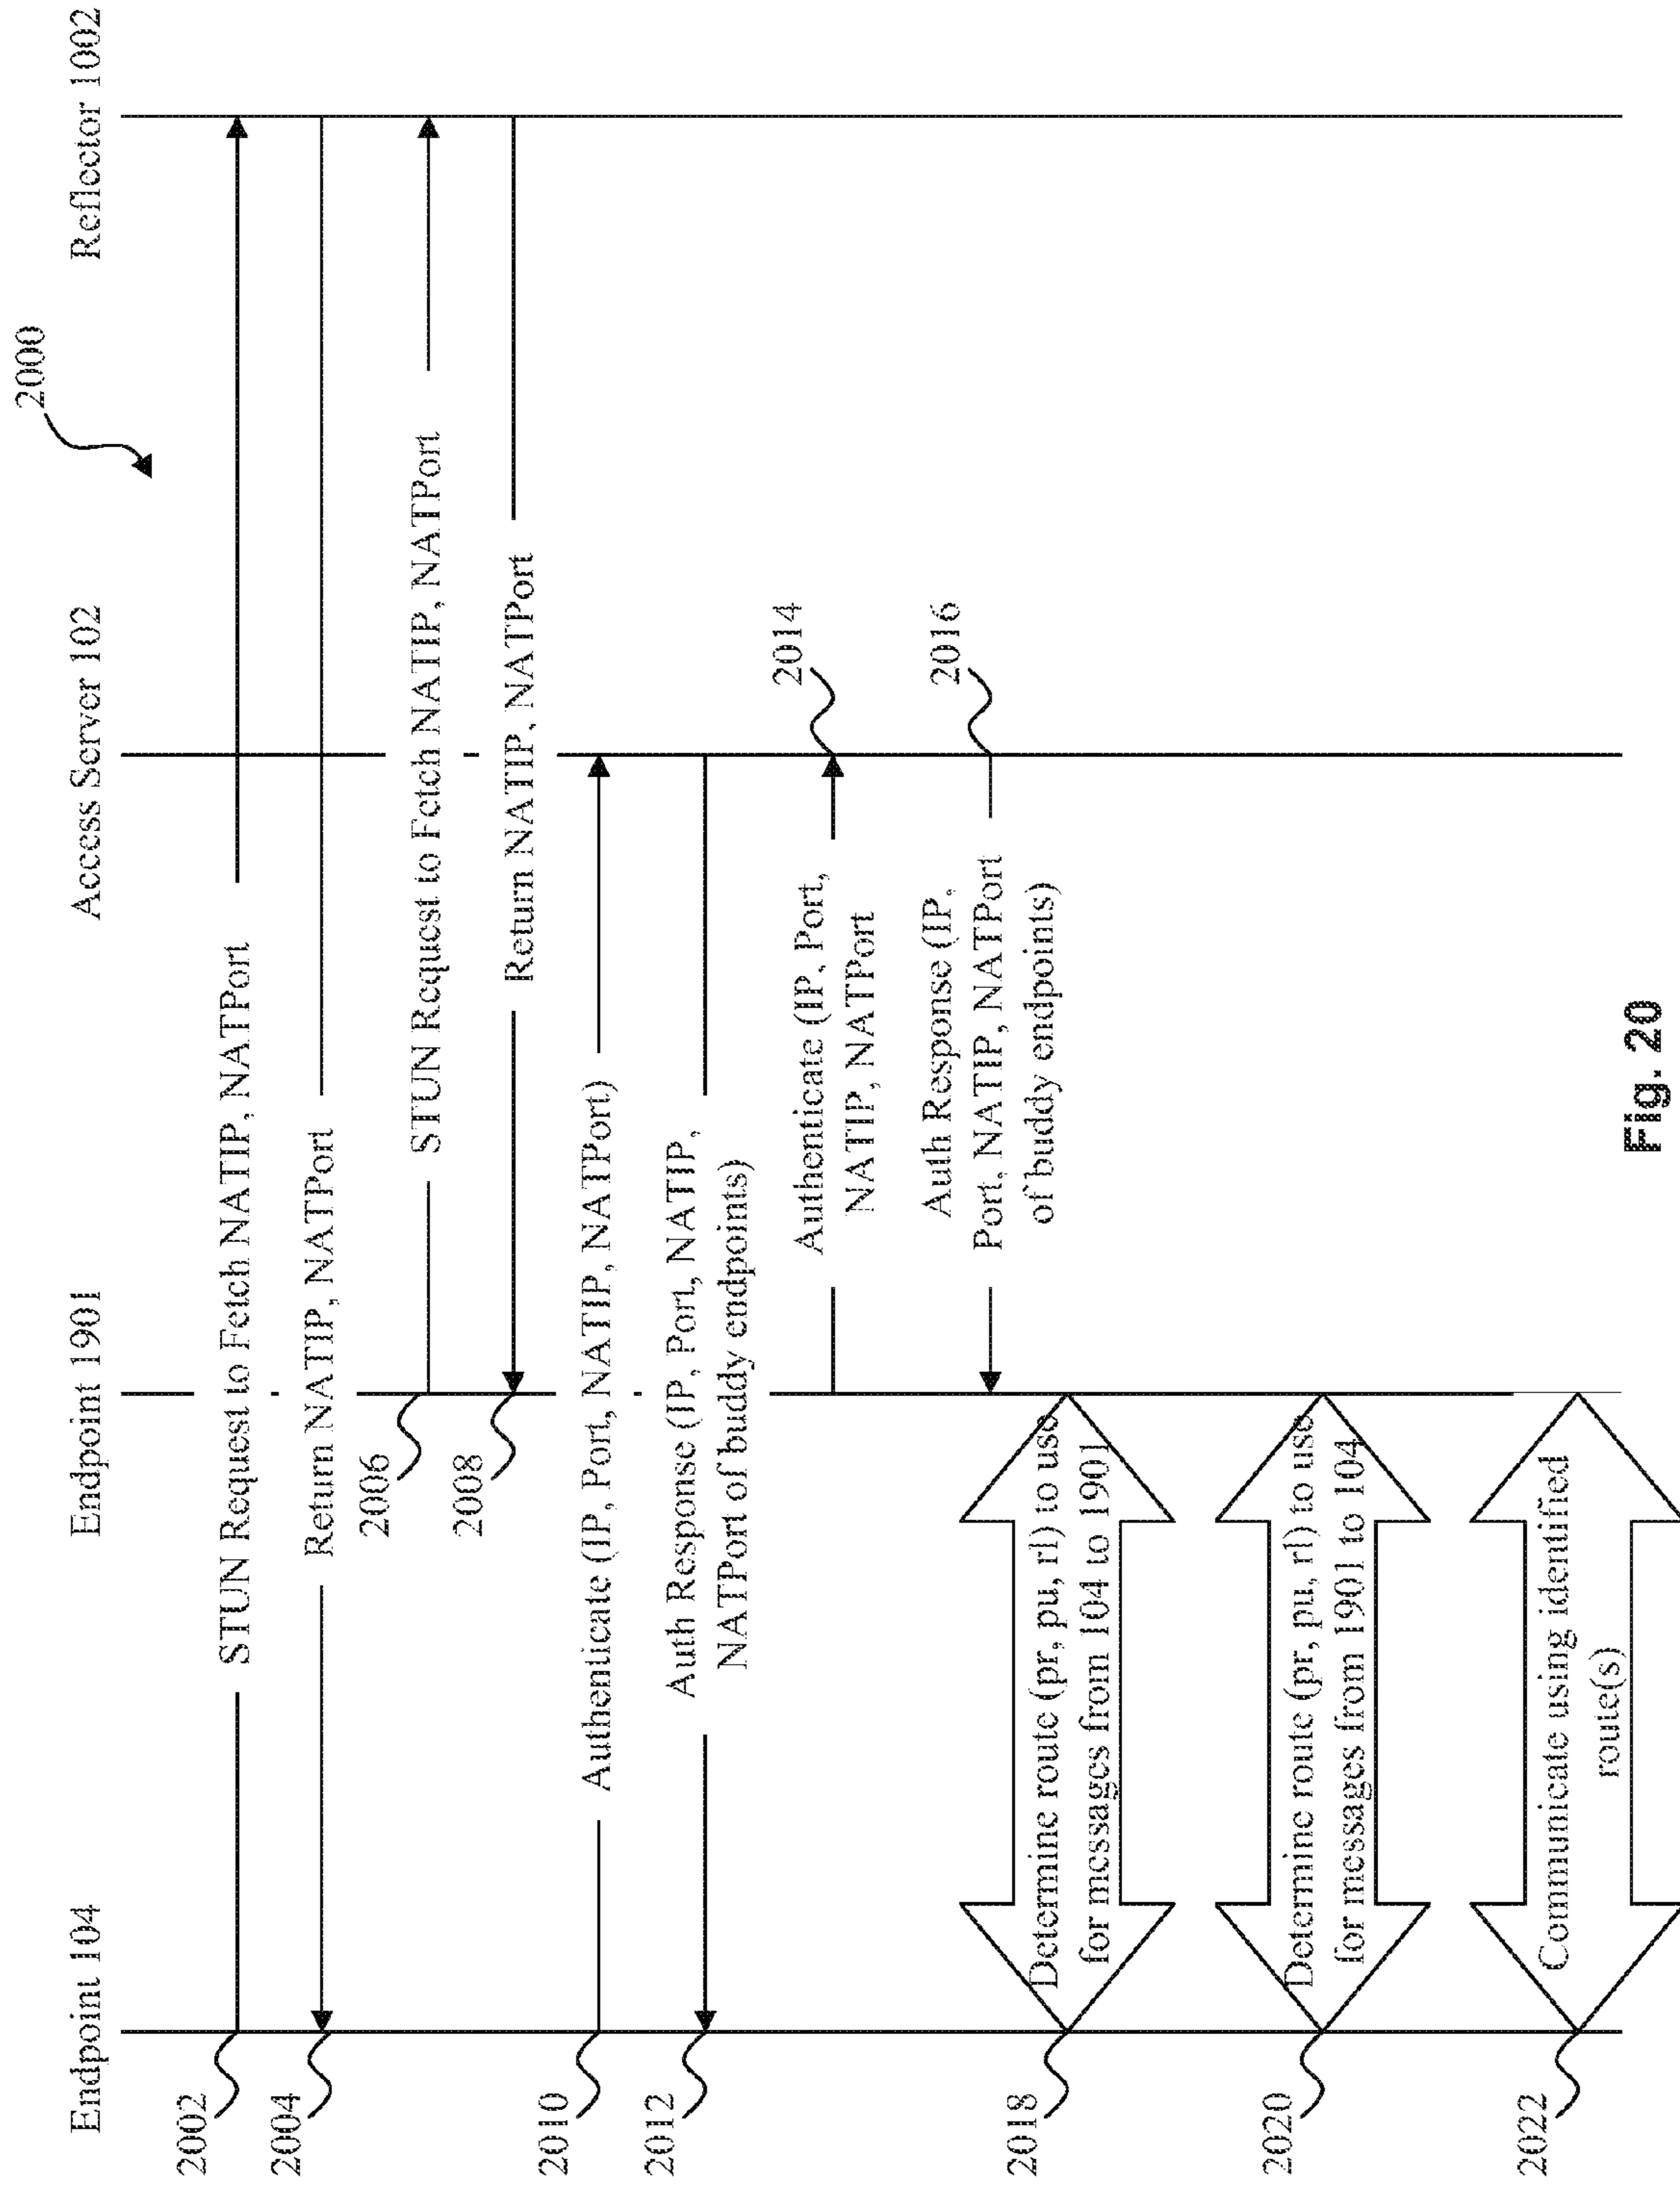 2000
Endpoint 104
Endpoint 1901
Access Server 102
Reflector 1002
2002
STUN Request to Fetch NATIP, NATPort
2004
Return NATIP, NATPort
2006
STUN Request to Fetch NATIP, NATPort
2008
Return NATIP, NATPort
2010
Authenticate (IP, Port, NATIP, NATPort)
2012
Auth Response (IP, Port, NATIP,
NATPort of buddy endpoints)
2014
Authenticate (IP, Port,
NATIP, NATPort
2016
Auth Response (IP,
Port, NATIP, NATPort
of buddy endpoints)
2018
Determine route (pr, pu, rl) to use
for messages from 104 to 1901
2020
Determine route (pr, pu, rl) to use
for messages from 1901 to 104
2022
Communicate using identified
route(s)
Fig. 20